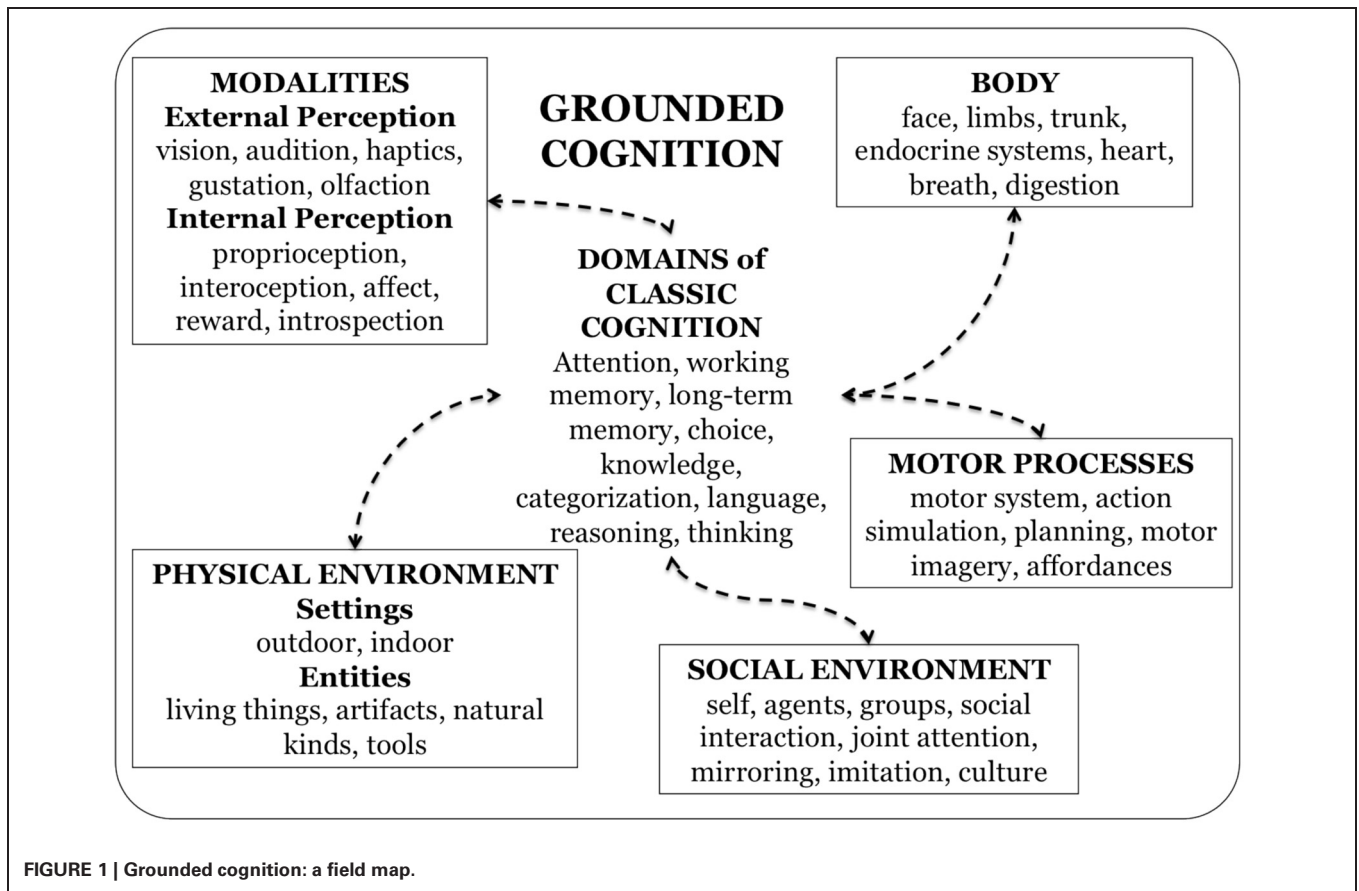 MODALITIES
External Perception
vision, audition, haptics,
gustation, olfaction
Internal Perception
proprioception,
interoception, affect,
reward, introspection
GROUNDED
COGNITION
BODY
face, limbs, trunk,
endocrine systems, heart,
breath, digestion
DOMAINS of
CLASSIC
COGNITION
Attention, working
memory, long-term
memory, choice,
knowledge,
categorization, language,
reasoning, thinking
MOTOR PROCESSES
motor system, action
simulation, planning, motor
imagery, affordances
PHYSICAL ENVIRONMENT
Settings
outdoor, indoor
Entities
living things, artifacts, natural
kinds, tools
SOCIAL ENVIRONMENT
self, agents, groups, social
interaction, joint attention,
mirroring, imitation, culture
FIGURE 1 | Grounded cognition: a field map.